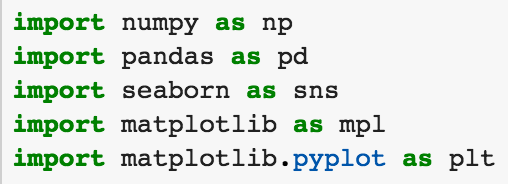 import numpy as np
import pandas as pd
import seaborn as sns
import matplotlib as mpl
import matplotlib.pyplot as plt